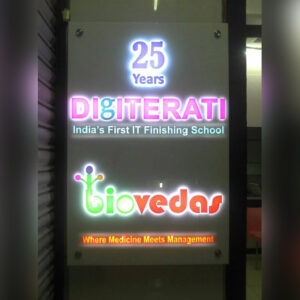 25
Years
DIgITERATI
India's First IT Finishing School
biovedas
Where Medicine Meets Management